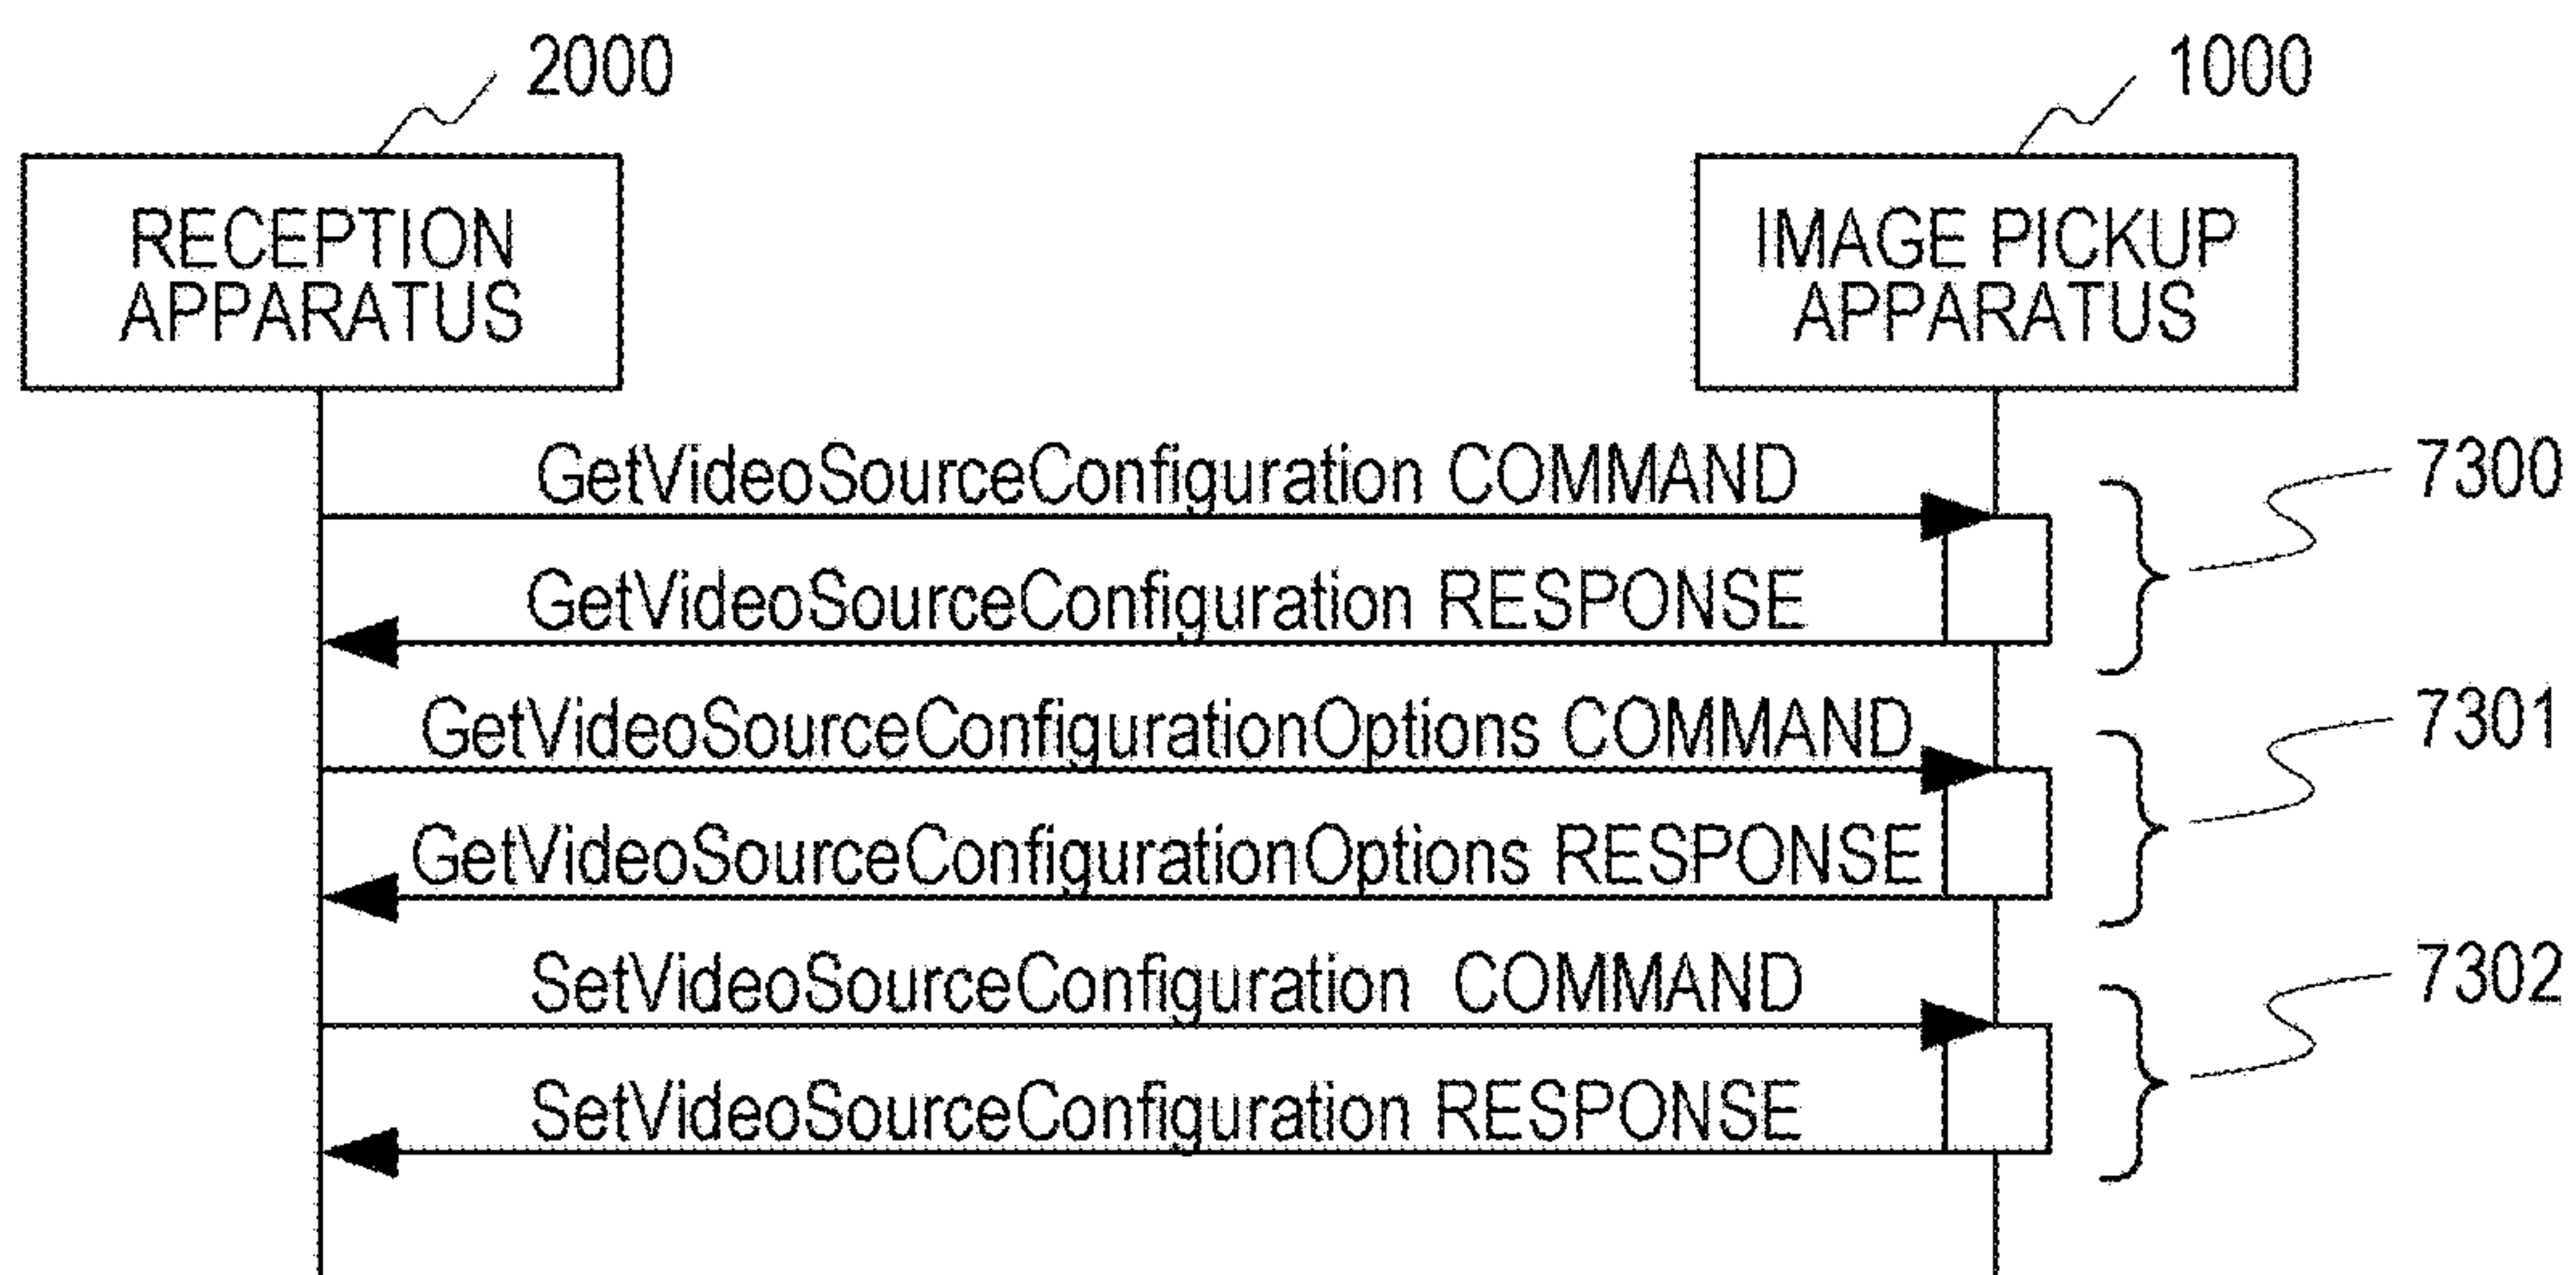 2000
1000
RECEPTION
APPARATUS
IMAGE PICKUP
APPARATUS
GetVideoSourceConfiguration COMMAND
7300
GetVideoSourceConfiguration RESPONSE
GetVideoSourceConfigurationOptions COMMAND
7301
GetVideoSourceConfigurationOptions RESPONSE
SetVideoSourceConfiguration COMMAND
7302
SetVideoSourceConfiguration RESPONSE